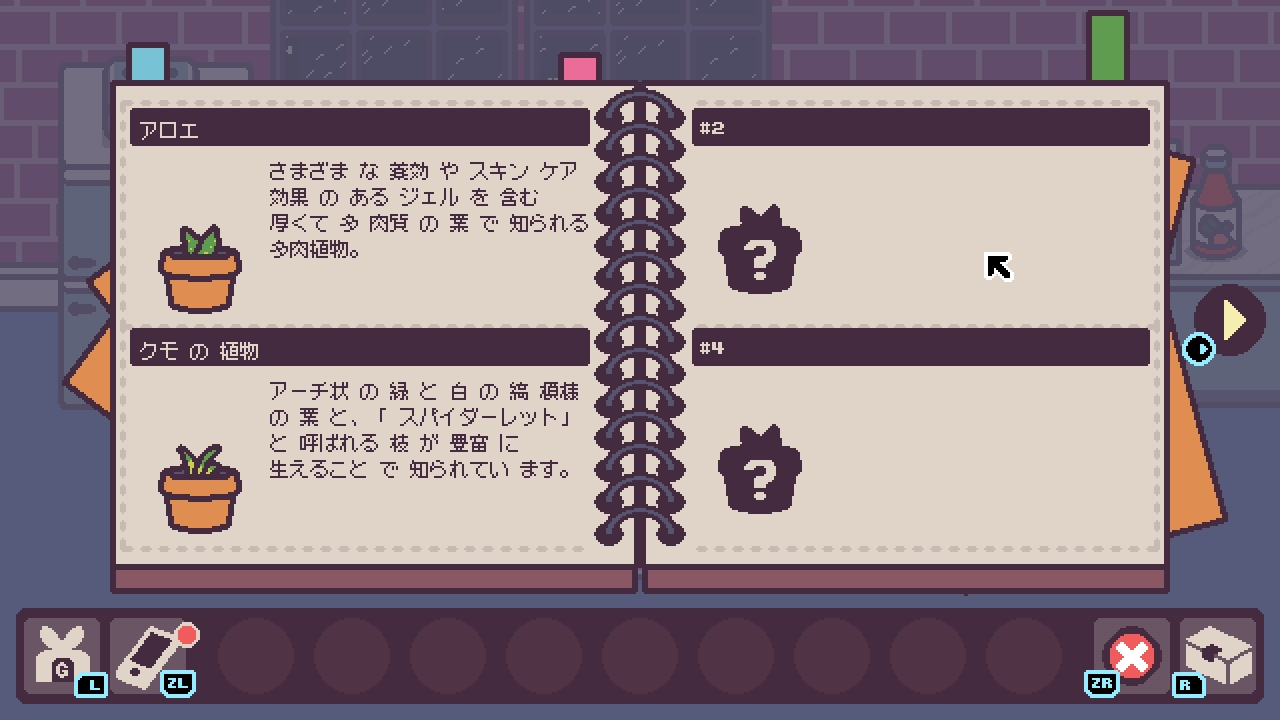 アロエ
さまざま な 薬効 や スキン ケア
効果 の ある ジェル を 含む
厚くて 多 肉質 の 葉 で 知られる
多肉植物。
クモ の 植物
アーチ状 の 緑 と 白 の 縞 模様
の 葉 と、「 スパイダーレット」
と 呼ばれる 枝 が 豊富 に
生えること で 知られてい ます。
#2
?
#4
?
G
L
ZL
ZR
R